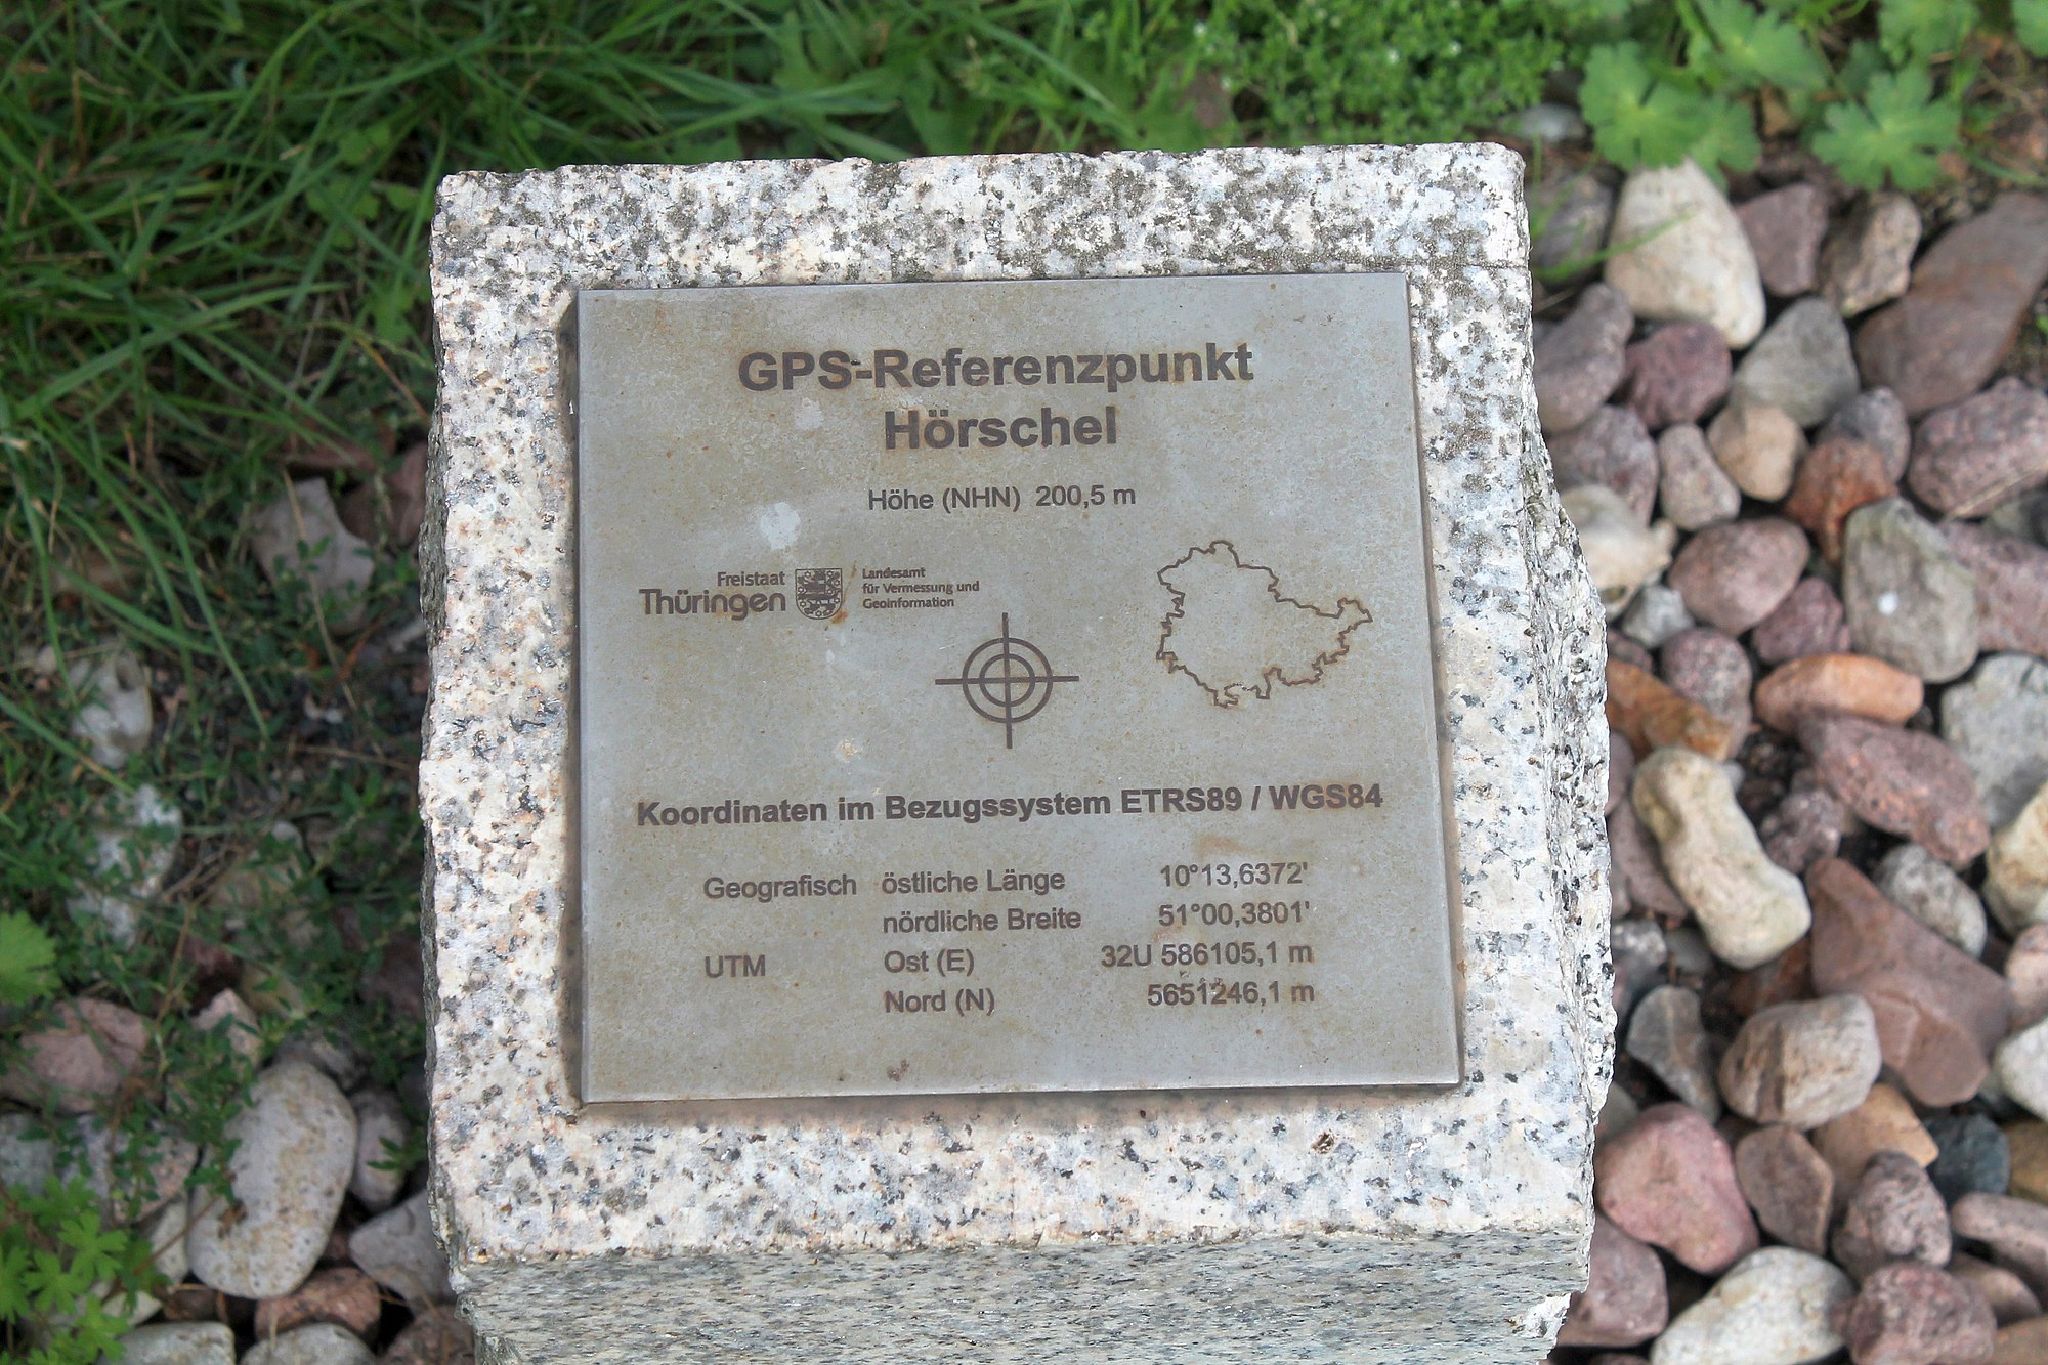 GPS-Referenzpunkt
Hörschel
Höhe (NHN) 200,5 m
Freistaat
Thüringen
Landesamt
für Vermessung und
Geoinformation
Koordinaten im Bezugssystem ETRS89 / WGS84
Geografisch östliche Länge 10°13,6372'
nördliche Breite 51°00,3801'
UTM Ost (E) 32U 586105,1 m
Nord (N) 5651246,1 m